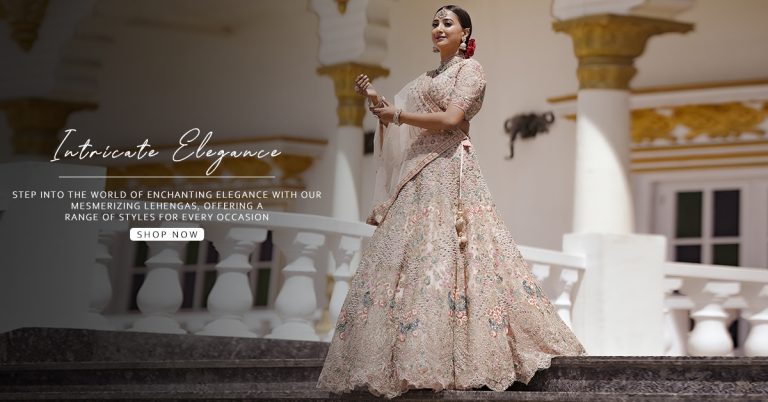 Intricate Elegance
STEP INTO THE WORLD OF ENCHANTING ELEGANCE WITH OUR
MESMERIZING LEHENGAS, OFFERING A
RANGE OF STYLES FOR EVERY OCCASION
SHOP NOW